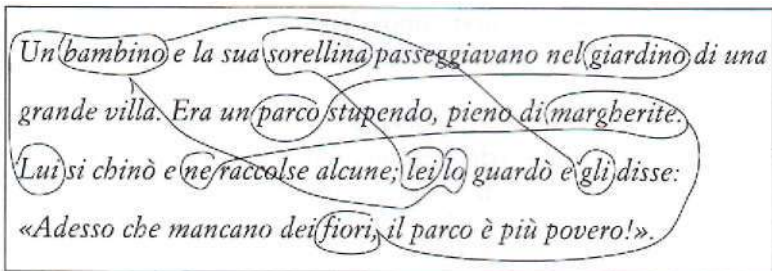 Un bambino e la sua sorellina passeggiavano nel giardino di una
grande villa. Era un parco stupendo, pieno di margherite.
Lui si chinò e ne raccolse alcune; lei lo guardò e gli disse:
«Adesso che mancano dei fiori, il parco è più povero!».